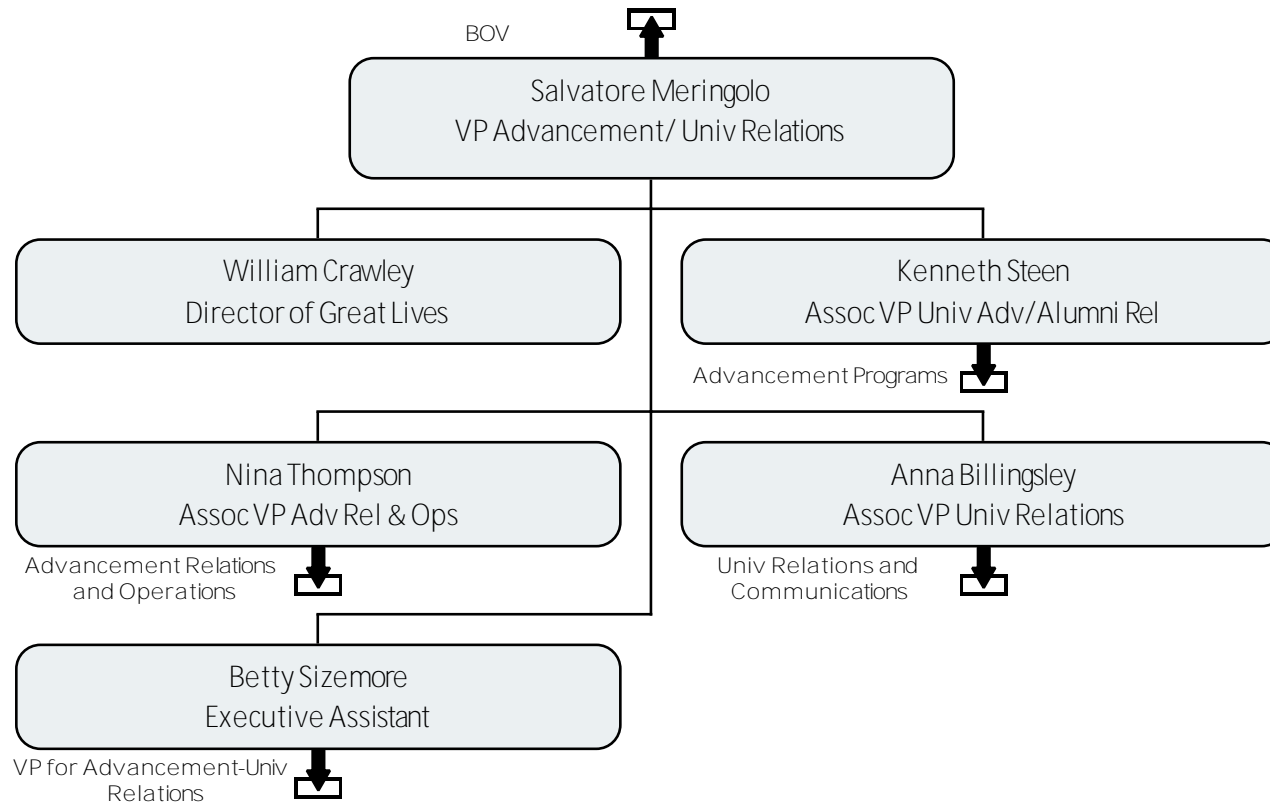 BOV
Salvatore Meringolo
VP Advancement/ Univ Relations
William Crawley
Director of Great Lives
Kenneth Steen
Assoc VP Univ Adv/Alumni Rel
Advancement Programs
Nina Thompson
Assoc VP Adv Rel & Ops
Anna Billingsley
Assoc VP Univ Relations
Advancement Relations
and Operations
Univ Relations and
Communications
Betty Sizemore
Executive Assistant
VP for Advancement-Univ
Relations